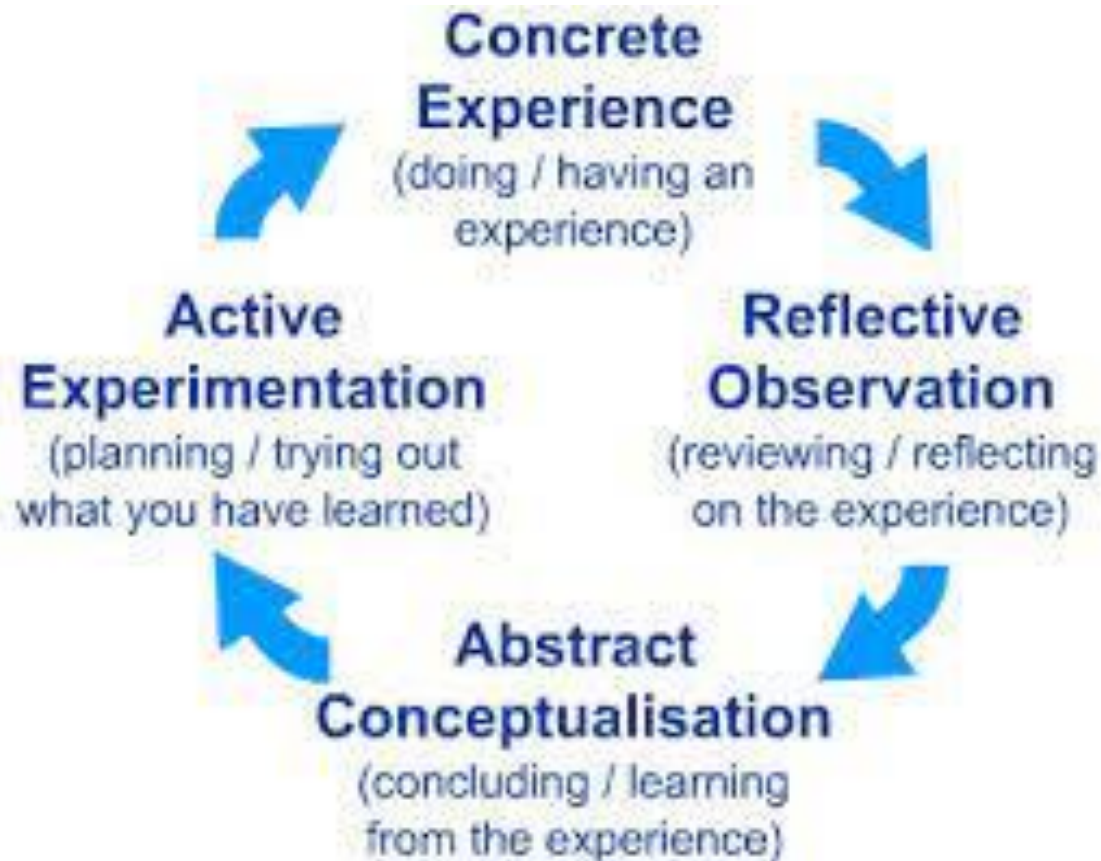 Concrete
Experience
(doing / having an
experience)
Reflective
Observation
(reviewing / reflecting
on the experience)
Abstract
Conceptualisation
(concluding / learning
from the experience)
Active
Experimentation
(planning / trying out
what you have learned)